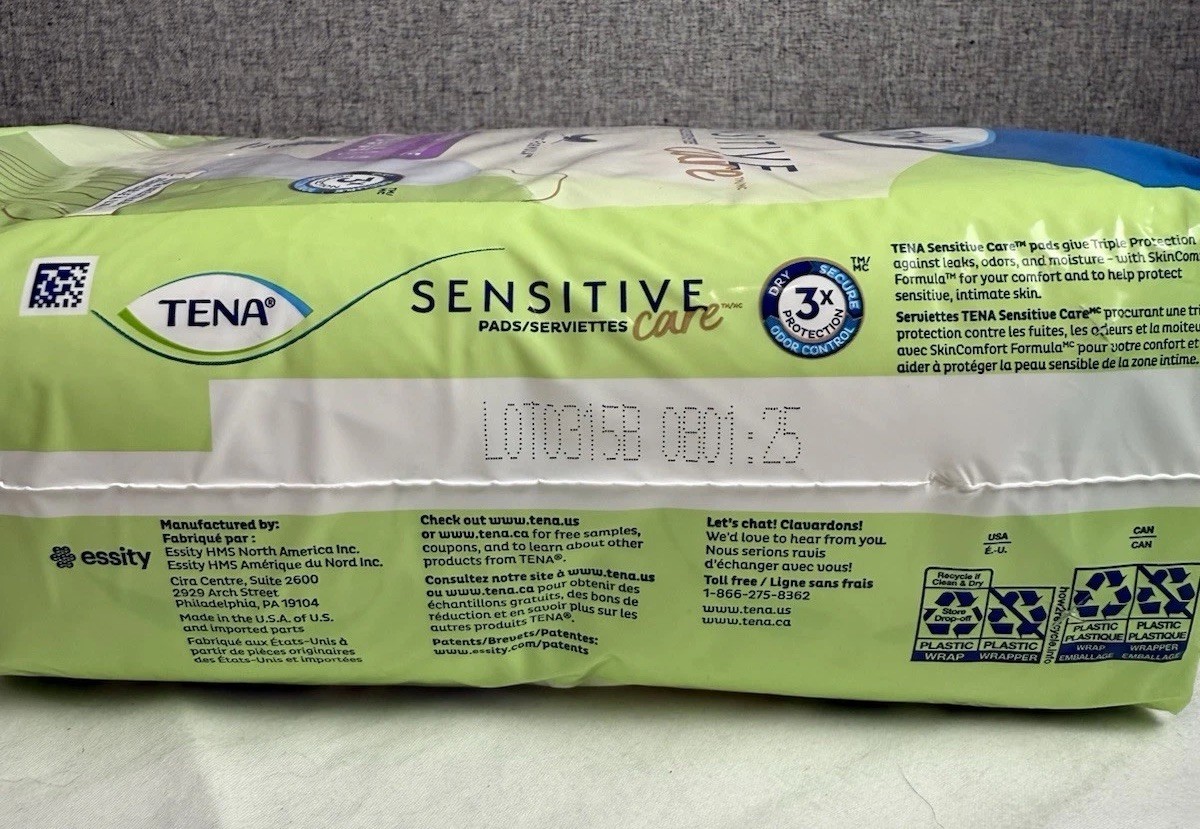 SITIVE
care
TENA®
SENSITIVE
PADS/SERVIETTES care TM/MC
DRY SECURE
3x
PROTECTION
ODOR CONTROL
TM/
MC
TENA Sensitive Care™ pads give Triple Protection
against leaks, odors, and moisture – with
Formula™ for your comfort and to help protect
sensitive, intimate skin.
Serviettes TENA Sensitive Careᴹᶜ procurant une
protection contre les fuites, les odeurs et la
avec SkinComfort Formulaᴹᶜ pour votre confort et
aider à protéger la peau sensible de la zone intime.
LOT0315B 0801:25
essity
Manufactured by:
Fabriqué par :
Essity HMS North America Inc.
Essity HMS Amérique du Nord Inc.
Cira Centre, Suite 2600
2929 Arch Street
Philadelphia, PA 19104
Made in the U.S.A. of U.S.
and imported parts
Fabriqué aux États-Unis à
partir de pièces originaires
des États-Unis et importées
Check out www.tena.us
or www.tena.ca for free samples,
coupons, and to learn about other
products from TENA®.
Consultez notre site à www.tena.us
ou www.tena.ca pour obtenir des
échantillons gratuits, des bons de
réduction et en savoir plus sur les
autres produits TENA®.
Patents/Brevets/Patentes:
www.essity.com/patents
Let's chat! Clavardons!
We'd love to hear from you.
Nous serions ravis
d'échanger avec vous!
Toll free / Ligne sans frais
1-866-275-8362
www.tena.us
www.tena.ca
USA
É.-U.
Recycle if
Clean & Dry
Store
Drop-off
PLASTIC PLASTIC
WRAP WRAPPER
how2recycle.info
CAN
CAN
PLASTIC PLASTIC
PLASTIQUE PLASTIQUE
WRAP WRAPPER
EMBALLAGE EMBALLAGE